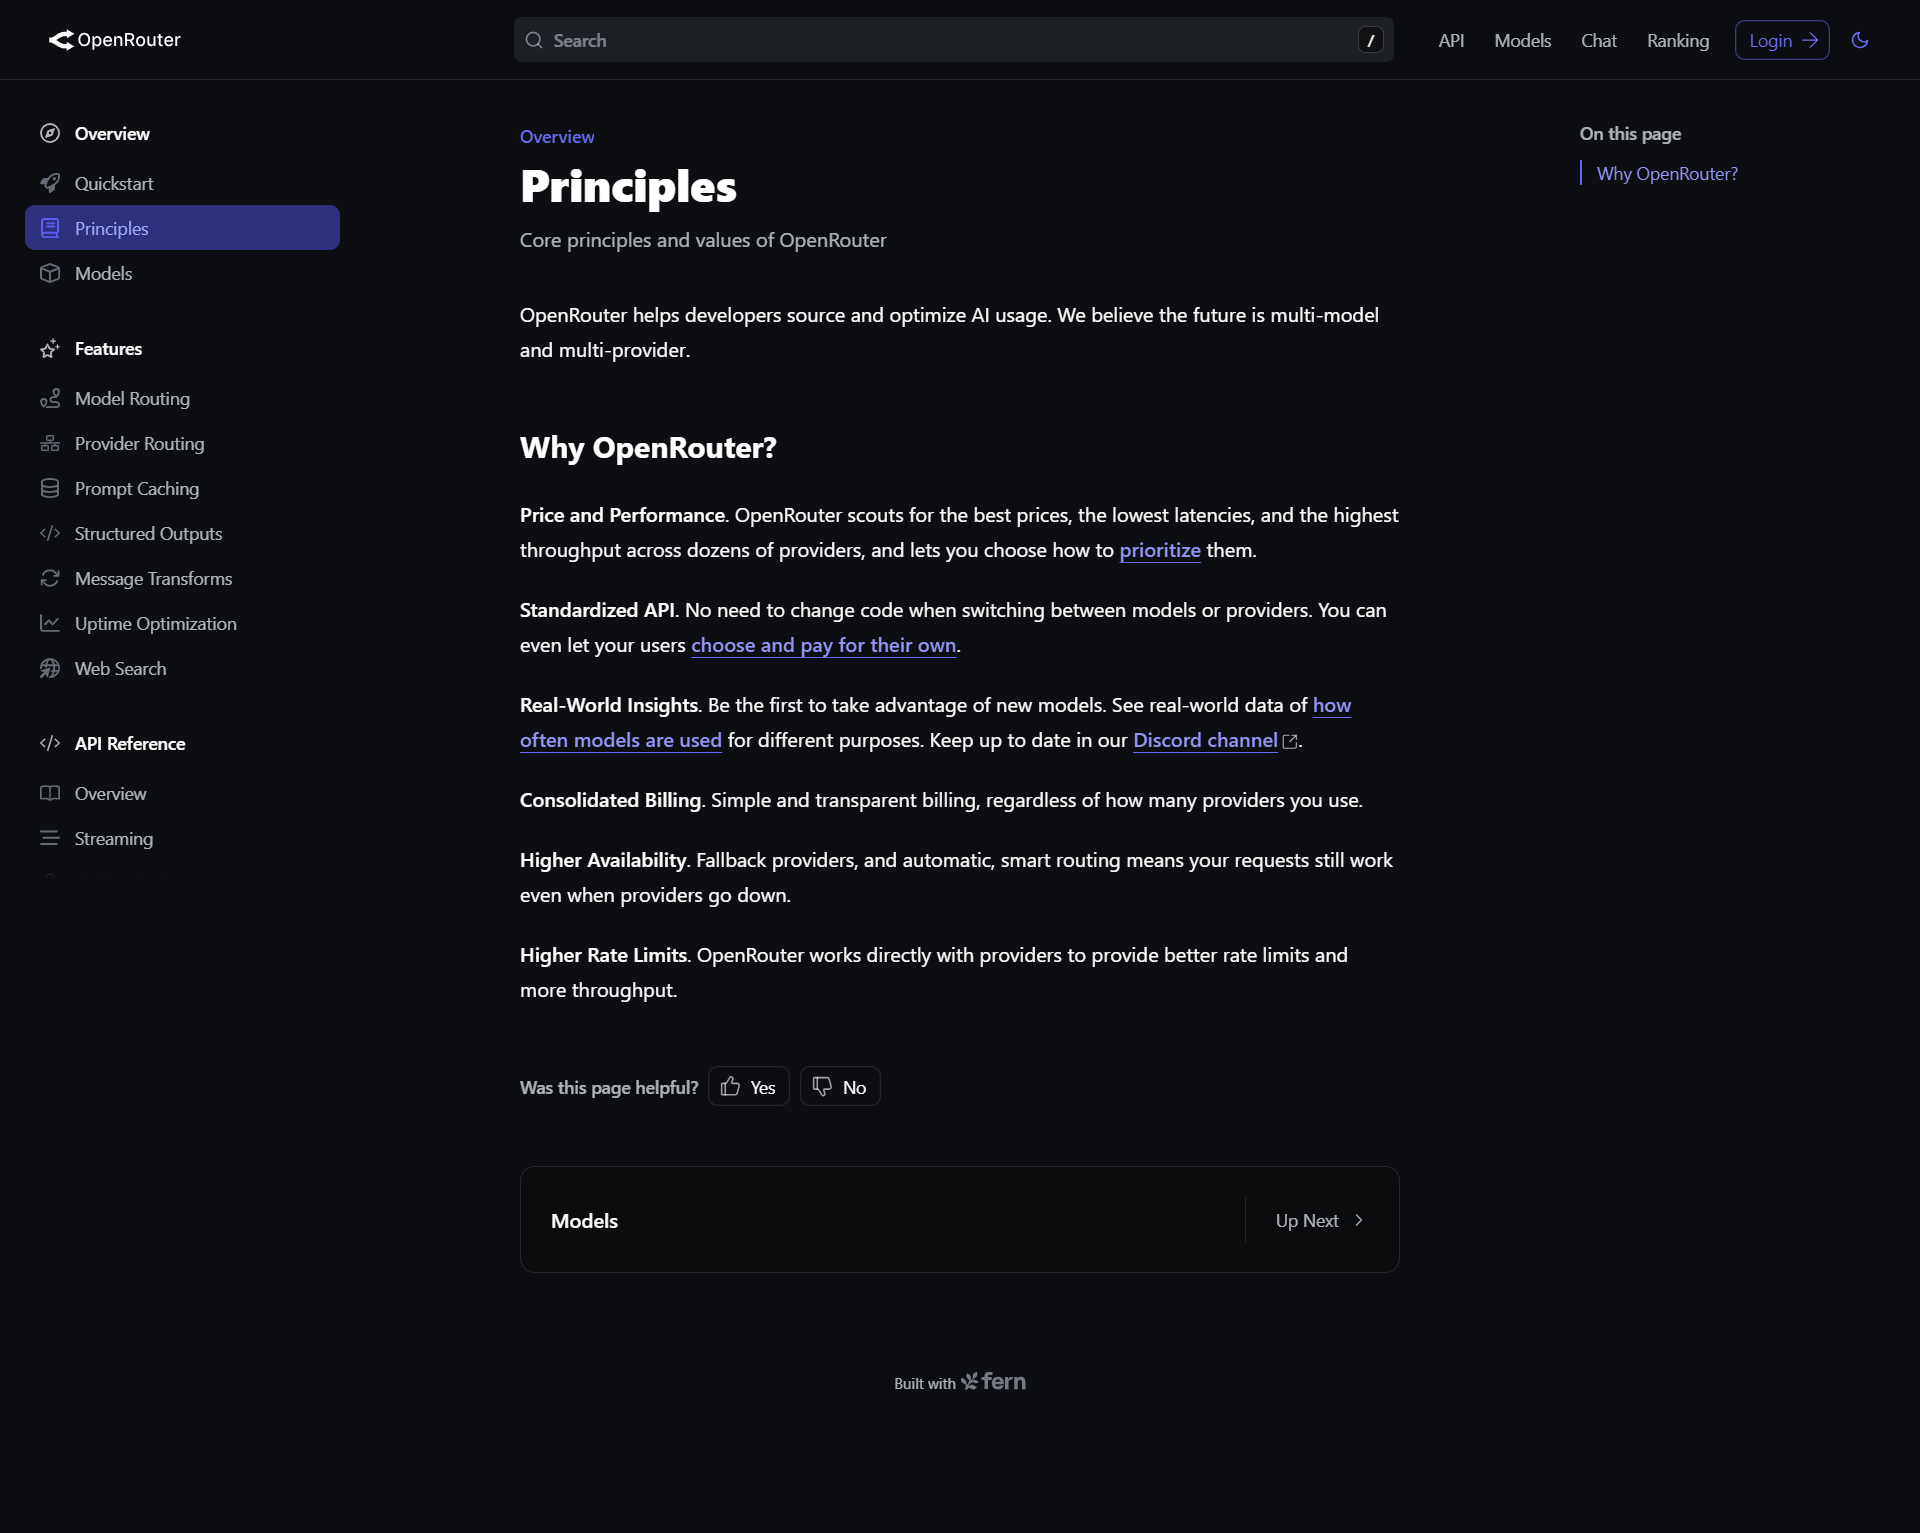 OpenRouter
Search
/
API
Models
Chat
Ranking
Login
Overview
Quickstart
Principles
Models
Features
Model Routing
Provider Routing
Prompt Caching
Structured Outputs
Message Transforms
Uptime Optimization
Web Search
API Reference
Overview
Streaming
Overview
Principles
Core principles and values of OpenRouter
OpenRouter helps developers source and optimize AI usage. We believe the future is multi-model
and multi-provider.
Why OpenRouter?
Price and Performance. OpenRouter scouts for the best prices, the lowest latencies, and the highest
throughput across dozens of providers, and lets you choose how to prioritize them.
Standardized API. No need to change code when switching between models or providers. You can
even let your users choose and pay for their own.
Real-World Insights. Be the first to take advantage of new models. See real-world data of how
often models are used for different purposes. Keep up to date in our Discord channel.
Consolidated Billing. Simple and transparent billing, regardless of how many providers you use.
Higher Availability. Fallback providers, and automatic, smart routing means your requests still work
even when providers go down.
Higher Rate Limits. OpenRouter works directly with providers to provide better rate limits and
more throughput.
Was this page helpful?
Yes
No
Models
Up Next
Built with fern
On this page
Why OpenRouter?